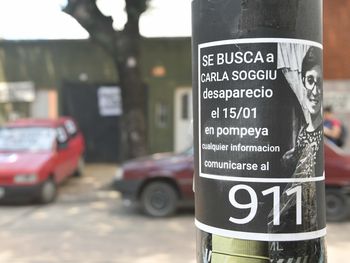 SE BUSCA a
CARLA SOGGIU
desaparecio
el 15/01
en pompeya
cualquier informacion
comunicarse al
911